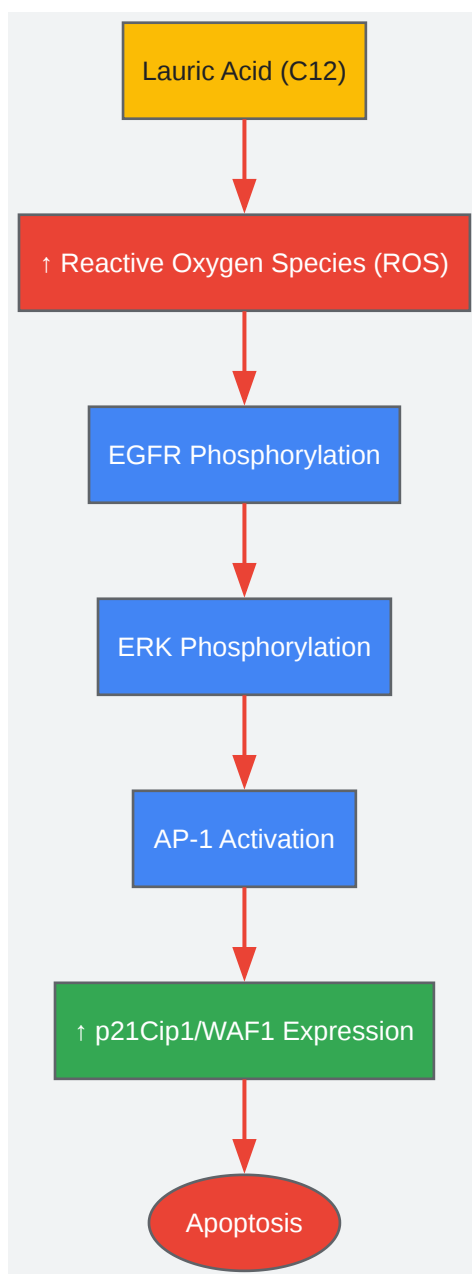 Lauric Acid (C12)
↑ Reactive Oxygen Species (ROS)
EGFR Phosphorylation
ERK Phosphorylation
AP-1 Activation
↑ p21Cip1/WAF1 Expression
Apoptosis